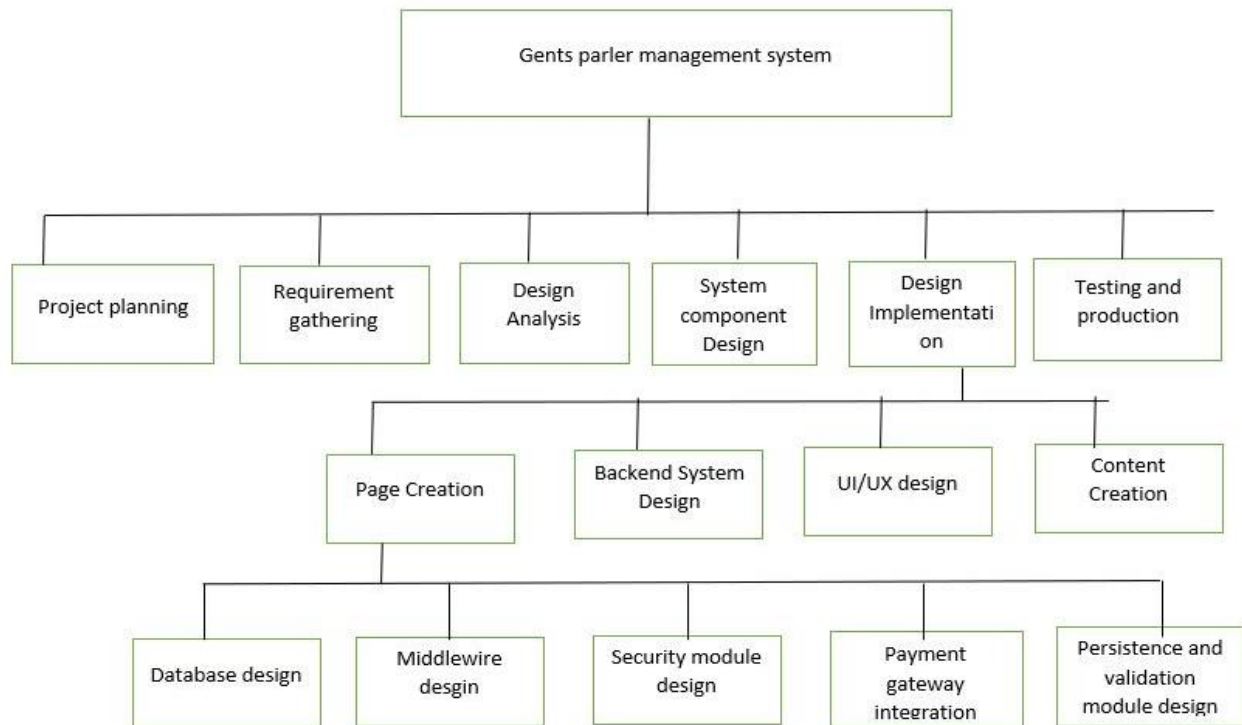 Gents parler management system
Project planning
Requirement
gathering
Design
Analysis
System
component
Design
Design
Implementati
on
Testing and
production
Page Creation
Backend System
Design
UI/UX design
Content
Creation
Database design
Middlewire
desgin
Security module
design
Payment
gateway
integration
Persistence and
validation
module design